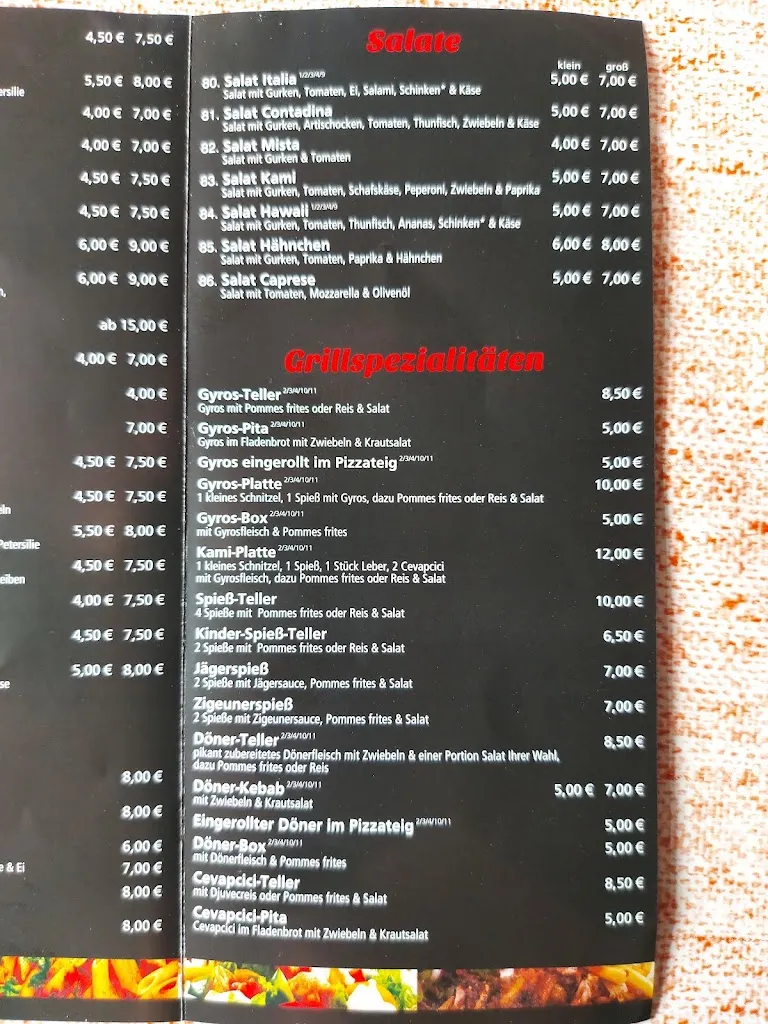 4,50 € 7,50 €
5,50 € 8,00 €
ersilie
4,00 € 7,00 €
4,00 € 7,00 €
4,50 € 7,50 €
4,50 € 7,50 €
6,00 € 9,00 €
6,00 € 9,00 €
ab 15,00 €
4,00 € 7,00 €
4,00 €
7,00 €
4,50 € 7,50 €
4,50 € 7,50 €
eln
5,50 € 8,00 €
Petersilie
4,50 € 7,50 €
eiben
4,00 € 7,50 €
4,50 € 7,50 €
5,00 € 8,00 €
se
8,00 €
8,00 €
6,00 €
e & Ei 7,00 €
8,00 €
8,00 €
Salate
klein groß
80. Salat Italia 1/2/3/4/9 5,00 € 7,00 €
Salat mit Gurken, Tomaten, Ei, Salami, Schinken* & Käse
81. Salat Contadina 5,00 € 7,00 €
Salat mit Gurken, Artischocken, Tomaten, Thunfisch, Zwiebeln & Käse
82. Salat Mista 4,00 € 7,00 €
Salat mit Gurken & Tomaten
83. Salat Kami 5,00 € 7,00 €
Salat mit Gurken, Tomaten, Schafskäse, Peperoni, Zwiebeln & Paprika
84. Salat Hawaii 1/2/3/4/9 5,00 € 7,00 €
Salat mit Gurken, Tomaten, Thunfisch, Ananas, Schinken* & Käse
85. Salat Hähnchen 6,00 € 8,00 €
Salat mit Gurken, Tomaten, Paprika & Hähnchen
86. Salat Caprese 5,00 € 7,00 €
Salat mit Tomaten, Mozzarella & Olivenöl
Grillspezialitäten
Gyros-Teller 2/3/4/10/11 8,50 €
Gyros mit Pommes frites oder Reis & Salat
Gyros-Pita 2/3/4/10/11 5,00 €
Gyros im Fladenbrot mit Zwiebeln & Krautsalat
Gyros eingerollt im Pizzateig 2/3/4/10/11 5,00 €
Gyros-Platte 2/3/4/10/11 10,00 €
1 kleines Schnitzel, 1 Spieß mit Gyros, dazu Pommes frites oder Reis & Salat
Gyros-Box 2/3/4/10/11 5,00 €
mit Gyrosfleisch & Pommes frites
Kami-Platte 2/3/4/10/11 12,00 €
1 kleines Schnitzel, 1 Spieß, 1 Stück Leber, 2 Cevapcici
mit Gyrosfleisch, dazu Pommes frites oder Reis & Salat
Spieß-Teller 10,00 €
4 Spieße mit Pommes frites oder Reis & Salat
Kinder-Spieß-Teller 6,50 €
2 Spieße mit Pommes frites oder Reis & Salat
Jägerspieß 7,00 €
2 Spieße mit Jägersauce, Pommes frites & Salat
Zigeunerspieß 7,00 €
2 Spieße mit Zigeunersauce, Pommes frites & Salat
Döner-Teller 2/3/4/10/11 8,50 €
pikant zubereitetes Dönerfleisch mit Zwiebeln & einer Portion Salat Ihrer Wahl,
dazu Pommes frites oder Reis
Döner-Kebab 2/3/4/10/11 5,00 € 7,00 €
mit Zwiebeln & Krautsalat
Eingerollter Döner im Pizzateig 2/3/4/10/11 5,00 €
Döner-Box 2/3/4/10/11 5,00 €
mit Dönerfleisch & Pommes frites
Cevapcici-Teller 8,50 €
mit Djuvecreis oder Pommes frites & Salat
Cevapcici-Pita 5,00 €
Cevapcici im Fladenbrot mit Zwiebeln & Krautsalat